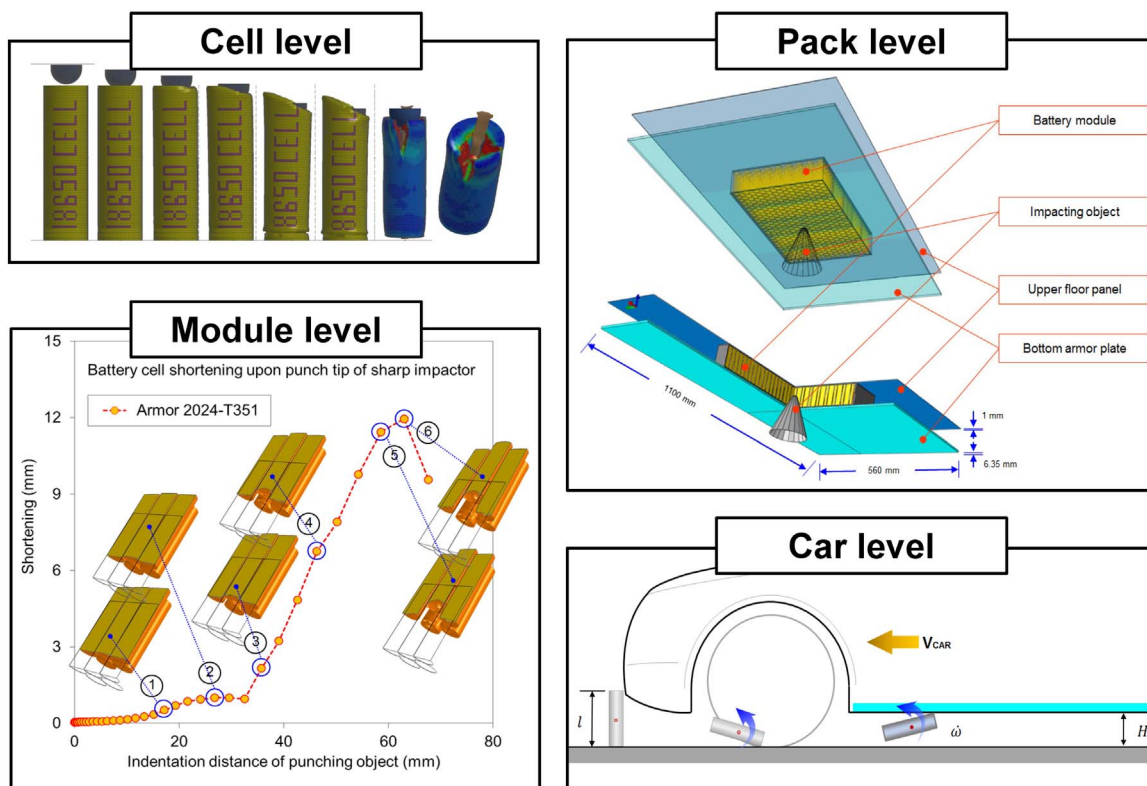 Cell level
18650 CELL
18650 CELL
18650 CELL
18650 CELL
18650 CELL
18650 CELL
Module level
Battery cell shortening upon punch tip of sharp impactor
Armor 2024-T351
Shortening (mm)
15
12
9
6
3
0
1
2
3
4
5
6
0
20
40
60
80
Indentation distance of punching object (mm)
Pack level
Battery module
Impacting object
Upper floor panel
Bottom armor plate
1100 mm
560 mm
1 mm
6.35 mm
Car level
VCAR
l
ω̇
H